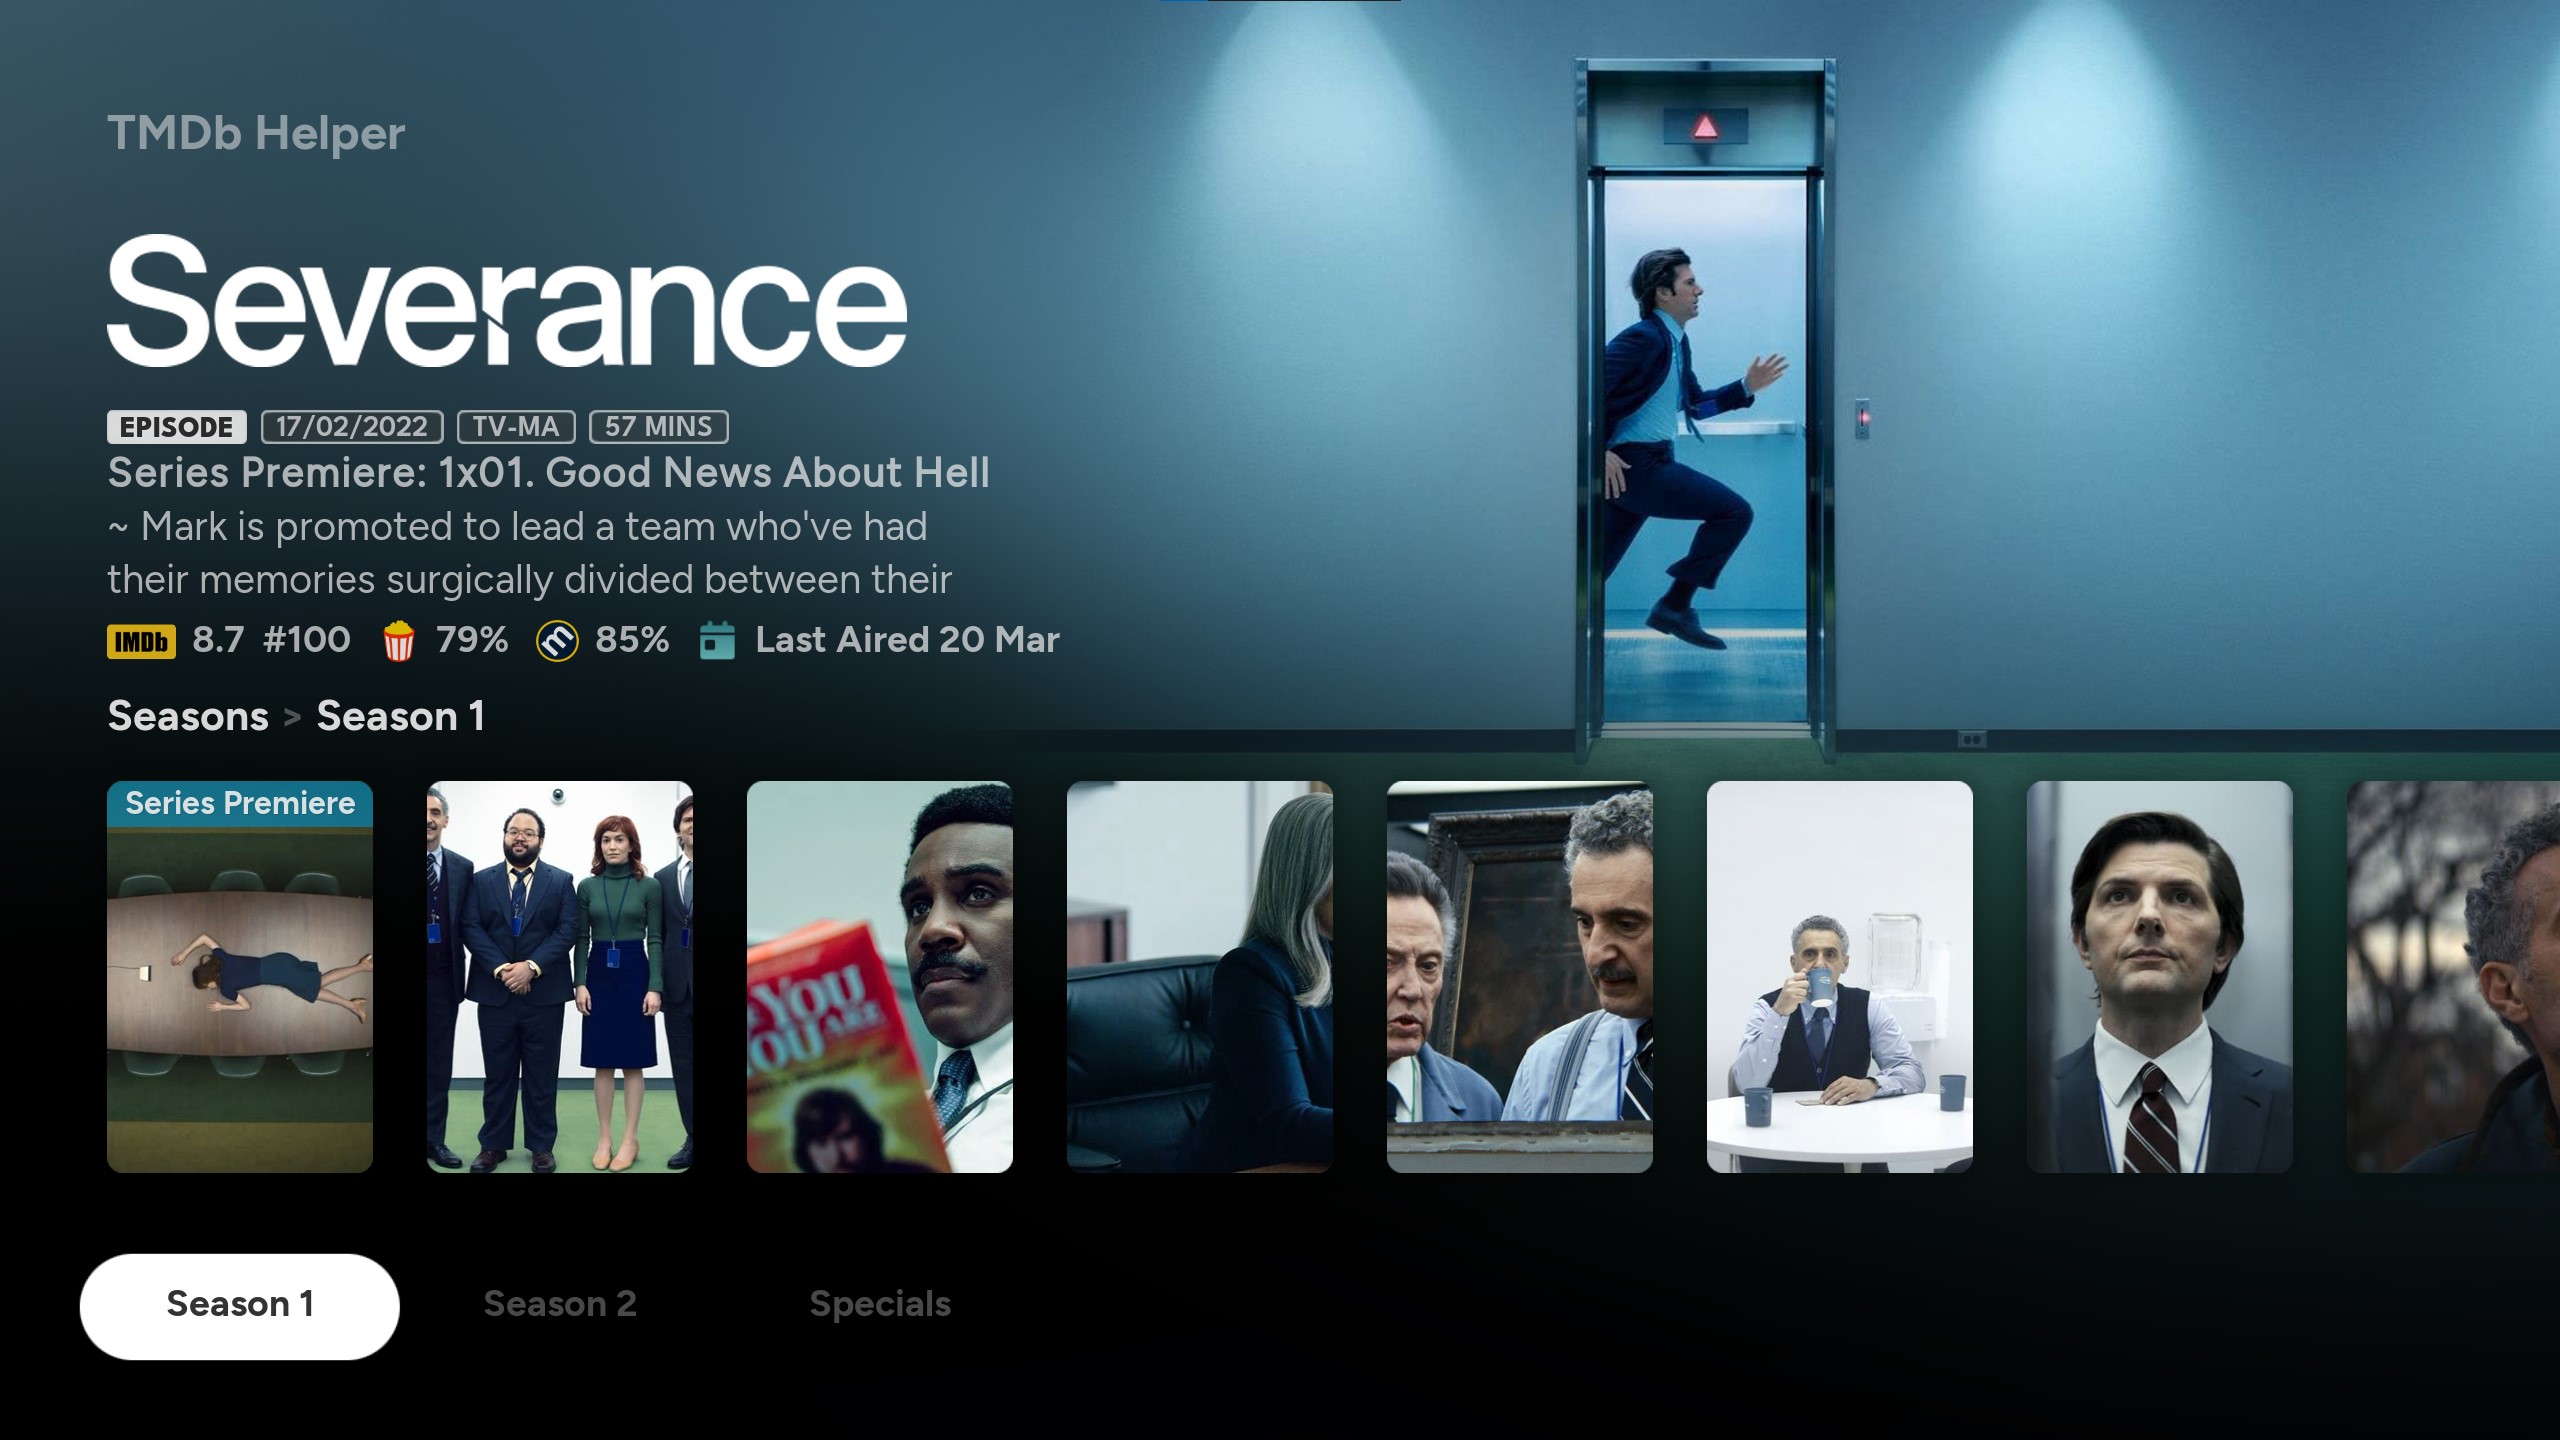 TMDb Helper
Severance
EPISODE 17/02/2022 TV-MA 57 MINS
Series Premiere: 1x01. Good News About Hell
~ Mark is promoted to lead a team who've had
their memories surgically divided between their
IMDb 8.7 #100 79% m 85% Last Aired 20 Mar
Seasons > Season 1
Series Premiere
YOU
YOU ARE
Season 1 Season 2 Specials